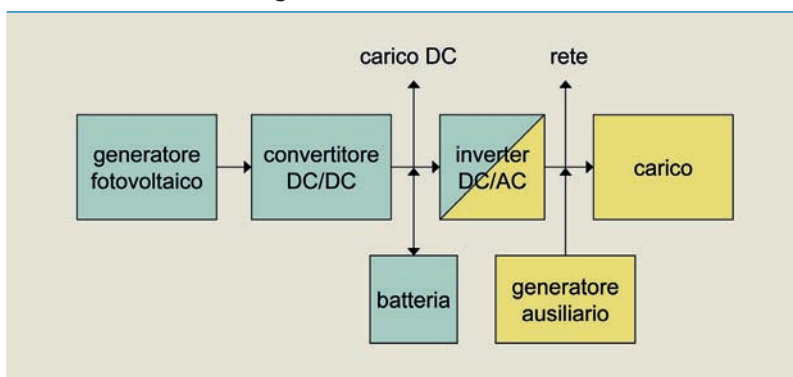 carico DC
rete
generatore
fotovoltaico
convertitore
DC/DC
inverter
DC/AC
carico
batteria
generatore
ausiliario